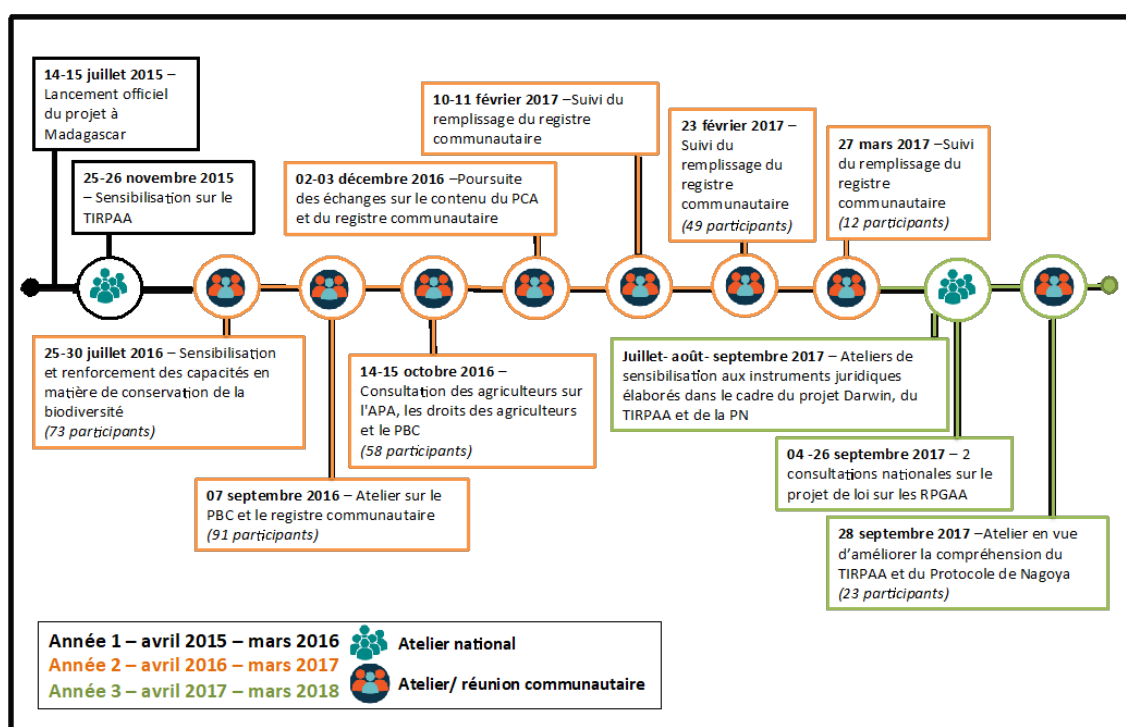 14-15 juillet 2015 –
Lancement officiel
du projet à
Madagascar
25-26 novembre 2015
– Sensibilisation sur le
TIRPAA
02-03 décembre 2016 –Poursuite
des échanges sur le contenu du PCA
et du registre communautaire
10-11 février 2017 –Suivi du
remplissage du registre
communautaire
23 février 2017 –
Suivi du
remplissage du
registre
communautaire
(49 participants)
27 mars 2017 –Suivi
du remplissage du
registre
communautaire
(12 participants)
25-30 juillet 2016 – Sensibilisation
et renforcement des capacités en
matière de conservation de la
biodiversité
(73 participants)
07 septembre 2016 – Atelier sur le
PBC et le registre communautaire
(91 participants)
14-15 octobre 2016 –
Consultation des agriculteurs sur
l'APA, les droits des agriculteurs
et le PBC
(58 participants)
Juillet- août- septembre 2017 – Ateliers de
sensibilisation aux instruments juridiques
élaborés dans le cadre du projet Darwin, du
TIRPAA et de la PN
04 -26 septembre 2017 – 2
consultations nationales sur le
projet de loi sur les RPGAA
28 septembre 2017 –Atelier en vue
d'améliorer la compréhension du
TIRPAA et du Protocole de Nagoya
(23 participants)
Année 1 – avril 2015 – mars 2016
Année 2 – avril 2016 – mars 2017
Année 3 – avril 2017 – mars 2018
Atelier national
Atelier/ réunion communautaire